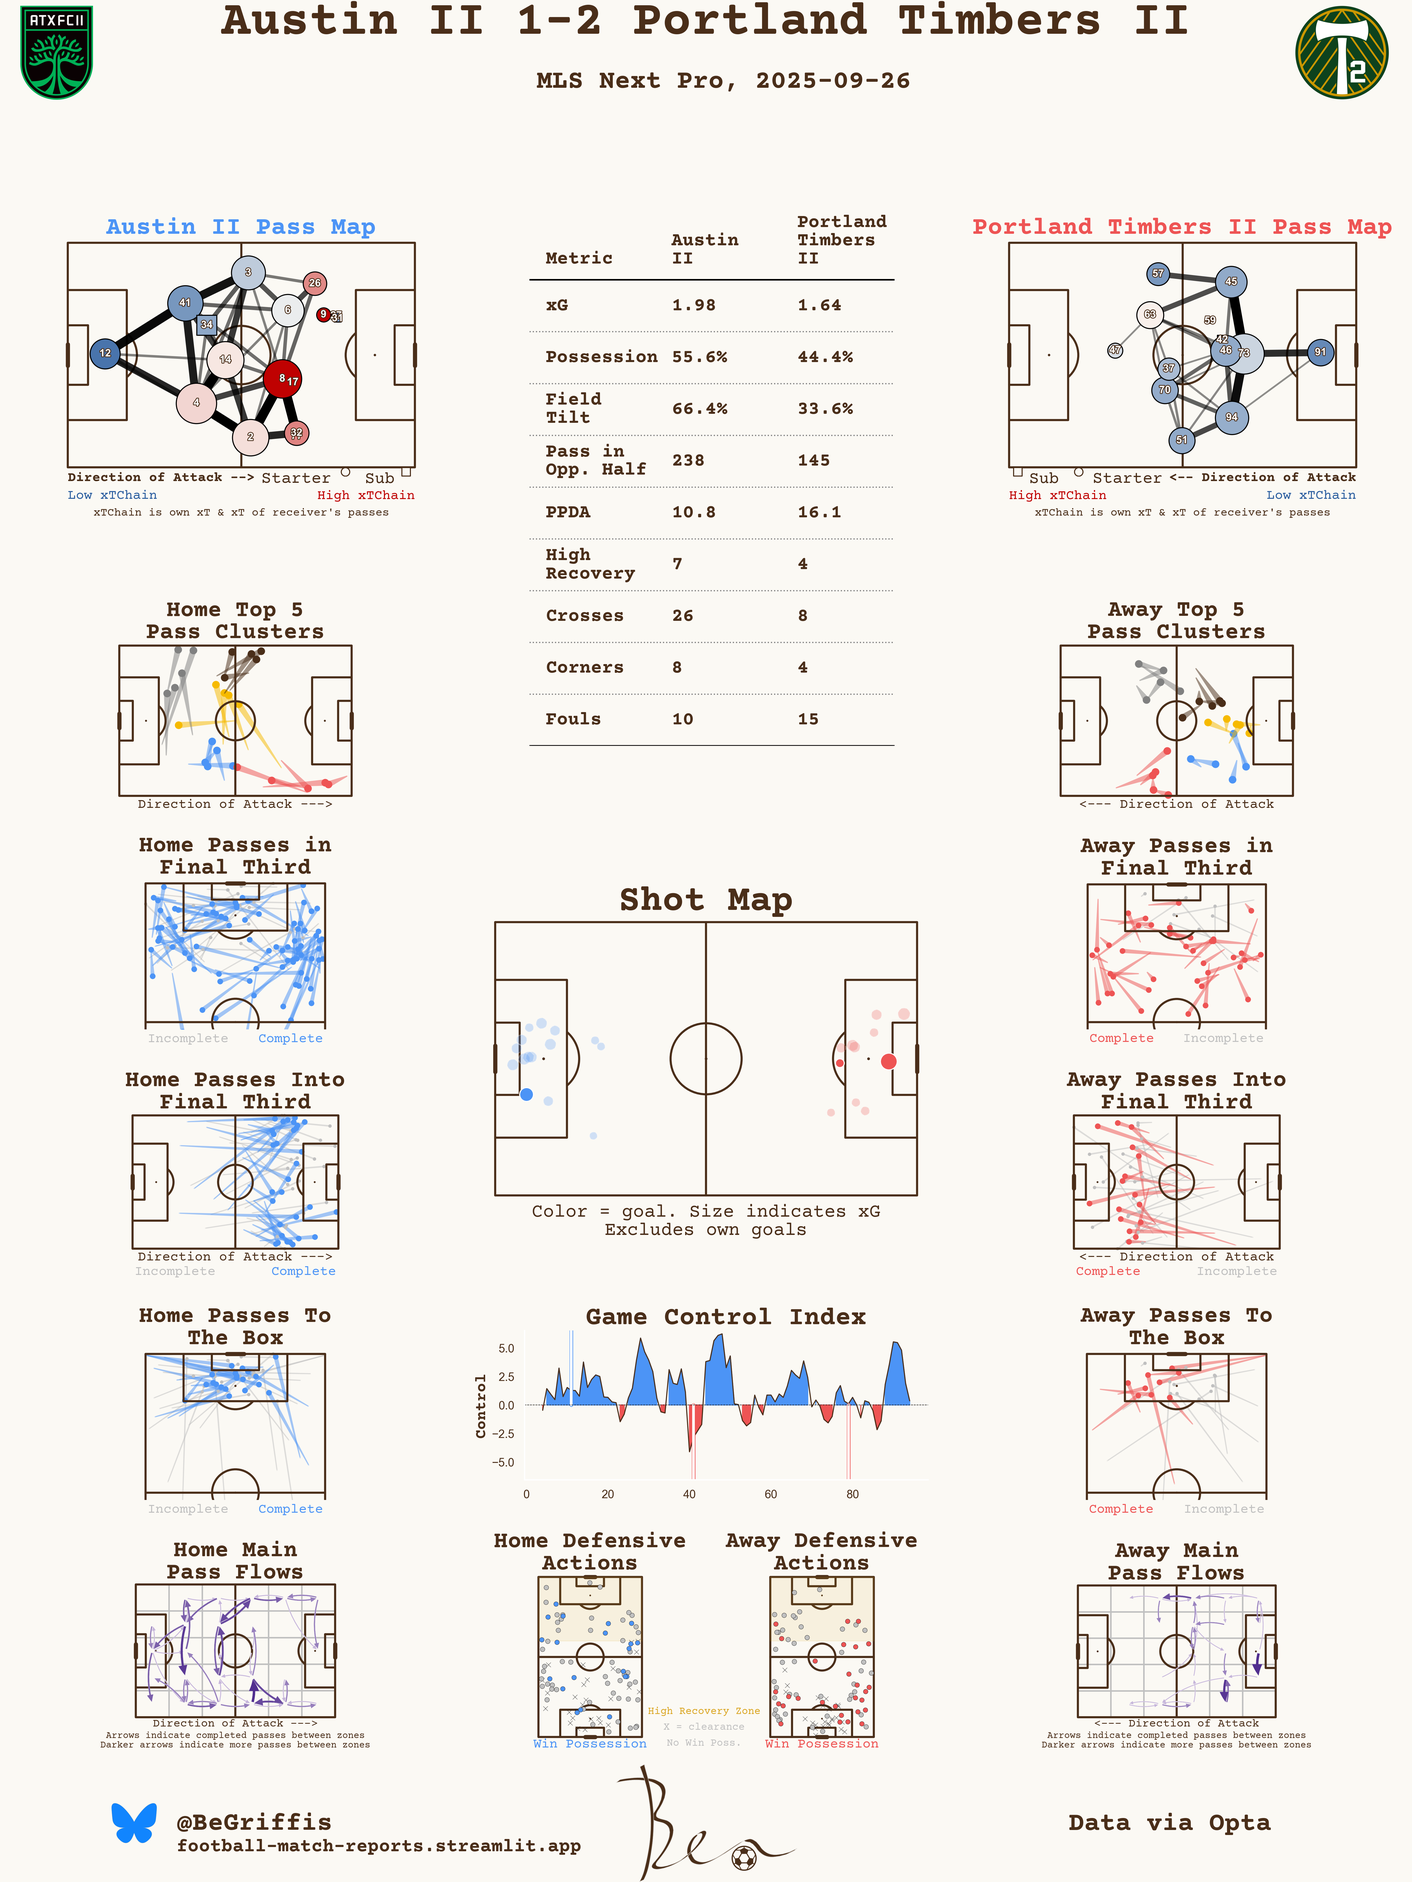 Austin II 1-2 Portland Timbers II
MLS Next Pro, 2025-09-26
ATXFCII
2
Austin II Pass Map
3
26
41
6
9
34
12
14
8
17
4
2
32
Direction of Attack --> Starter Sub
Low xTChain High xTChain
xTChain is own xT & xT of receiver's passes
Metric Austin II Portland Timbers II
xG 1.98 1.64
Possession 55.6% 44.4%
Field Tilt 66.4% 33.6%
Pass in Opp. Half 238 145
PPDA 10.8 16.1
High Recovery 7 4
Crosses 26 8
Corners 8 4
Fouls 10 15
Portland Timbers II Pass Map
57
45
63
59
42
47
46
73
91
37
70
94
51
Sub Starter <-- Direction of Attack
High xTChain Low xTChain
xTChain is own xT & xT of receiver's passes
Home Top 5
Pass Clusters
Direction of Attack --->
Away Top 5
Pass Clusters
<--- Direction of Attack
Home Passes in
Final Third
Incomplete Complete
Away Passes in
Final Third
Complete Incomplete
Shot Map
Color = goal. Size indicates xG
Excludes own goals
Home Passes Into
Final Third
Direction of Attack --->
Incomplete Complete
Away Passes Into
Final Third
<--- Direction of Attack
Complete Incomplete
Home Passes To
The Box
Incomplete Complete
Game Control Index
Control
5.0
2.5
0.0
−2.5
−5.0
0 20 40 60 80
Away Passes To
The Box
Complete Incomplete
Home Main
Pass Flows
Direction of Attack --->
Arrows indicate completed passes between zones
Darker arrows indicate more passes between zones
Home Defensive
Actions
Win Possession
High Recovery Zone
X = clearance
No Win Poss.
Away Defensive
Actions
Win Possession
Away Main
Pass Flows
<--- Direction of Attack
Arrows indicate completed passes between zones
Darker arrows indicate more passes between zones
@BeGriffis
football-match-reports.streamlit.app
Ben
Data via Opta